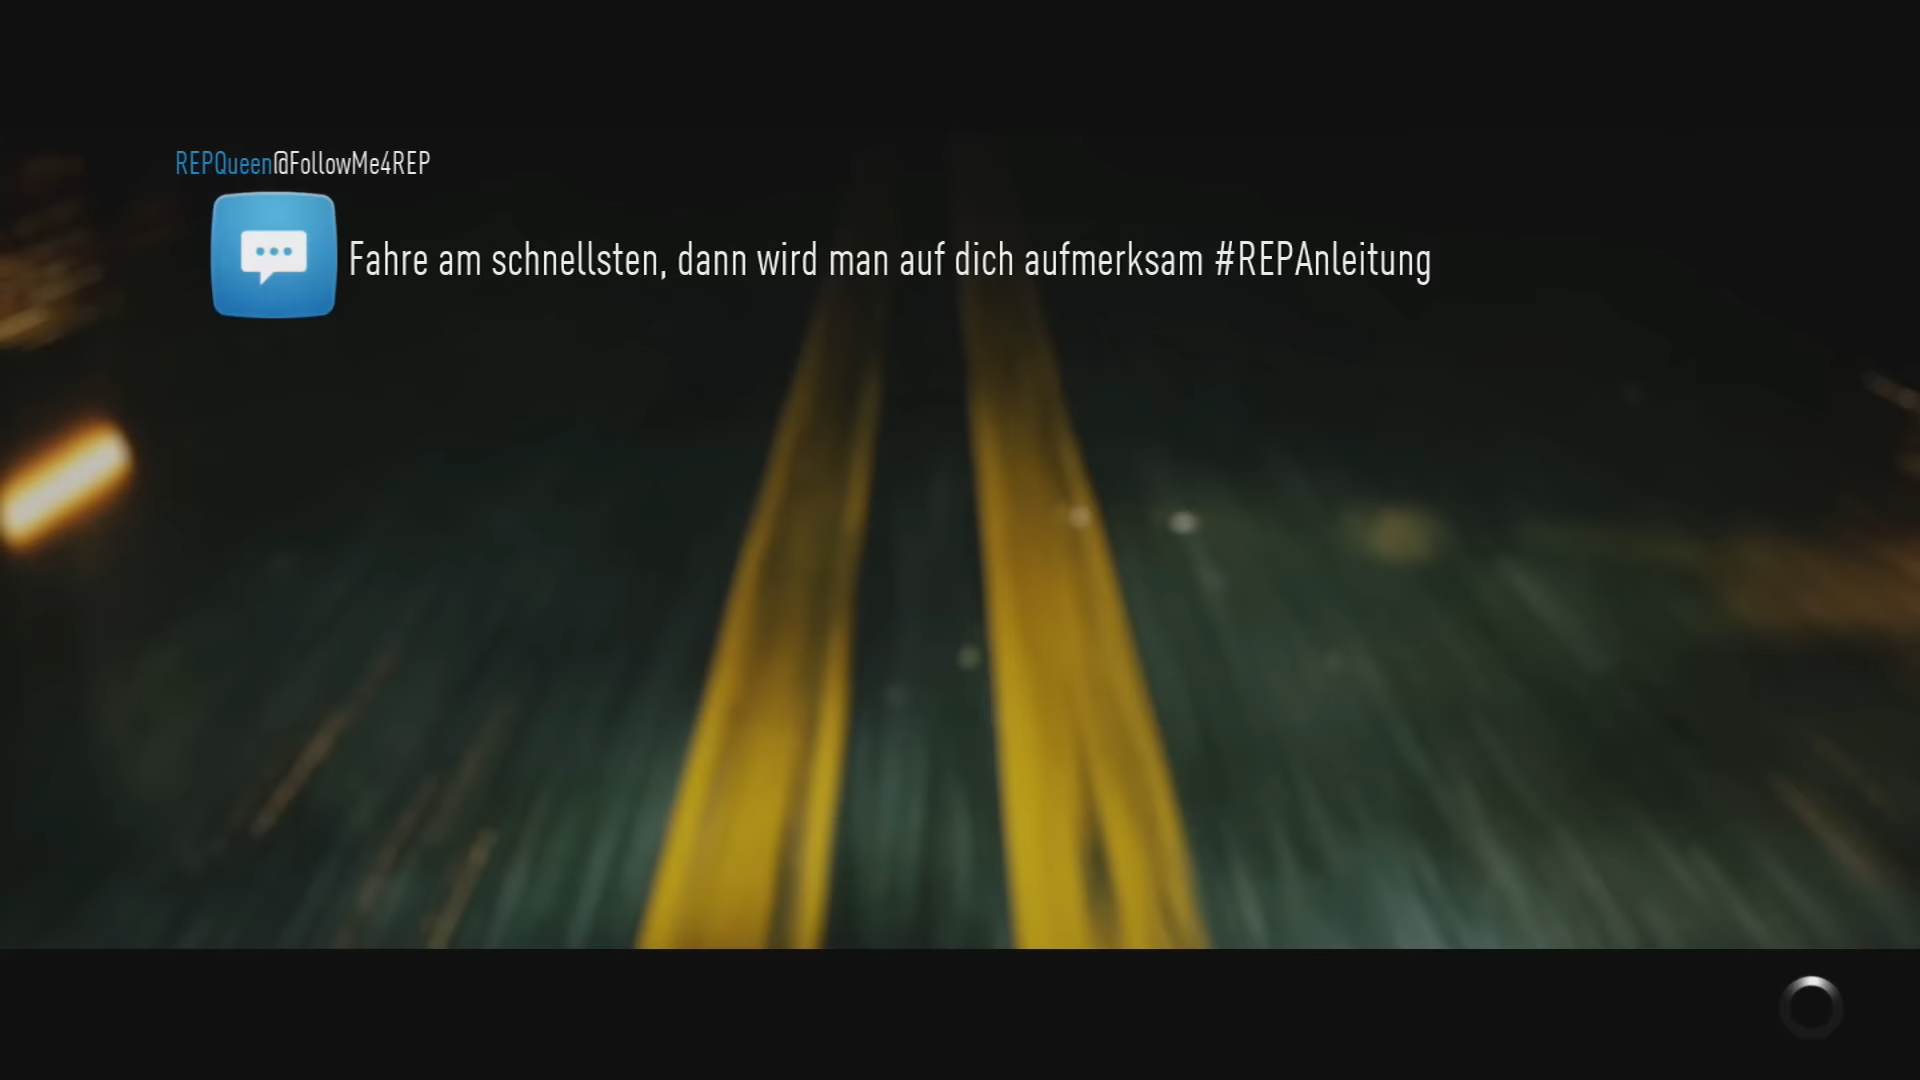 REPQueen@FollowMe4REP
Fahre am schnellsten, dann wird man auf dich aufmerksam #REPAnleitung